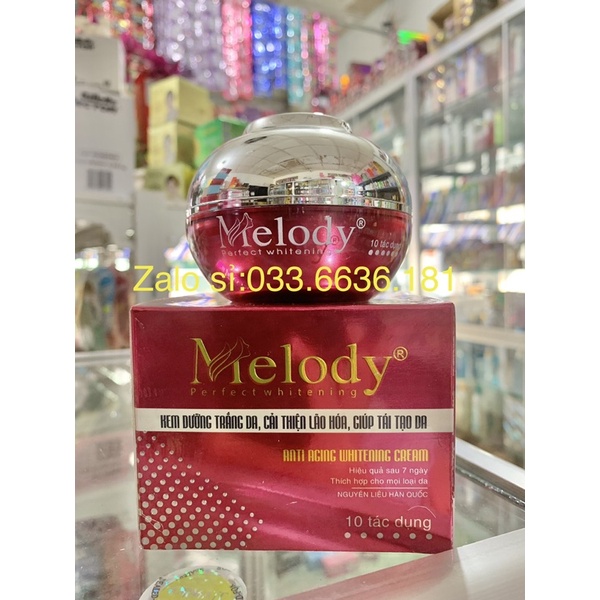 Melody®
Perfect whitening
10 tác dụng
Zalo sỉ:033.6636.181
Melody®
Perfect whitening
KEM DƯỠNG TRẮNG DA, CẢI THIỆN LÃO HÓA, GIÚP TÁI TẠO DA
ANTI AGING WHITENING CREAM
Hiệu quả sau 7 ngày
Thích hợp cho mọi loại da
NGUYÊN LIỆU HÀN QUỐC
10 tác dụng